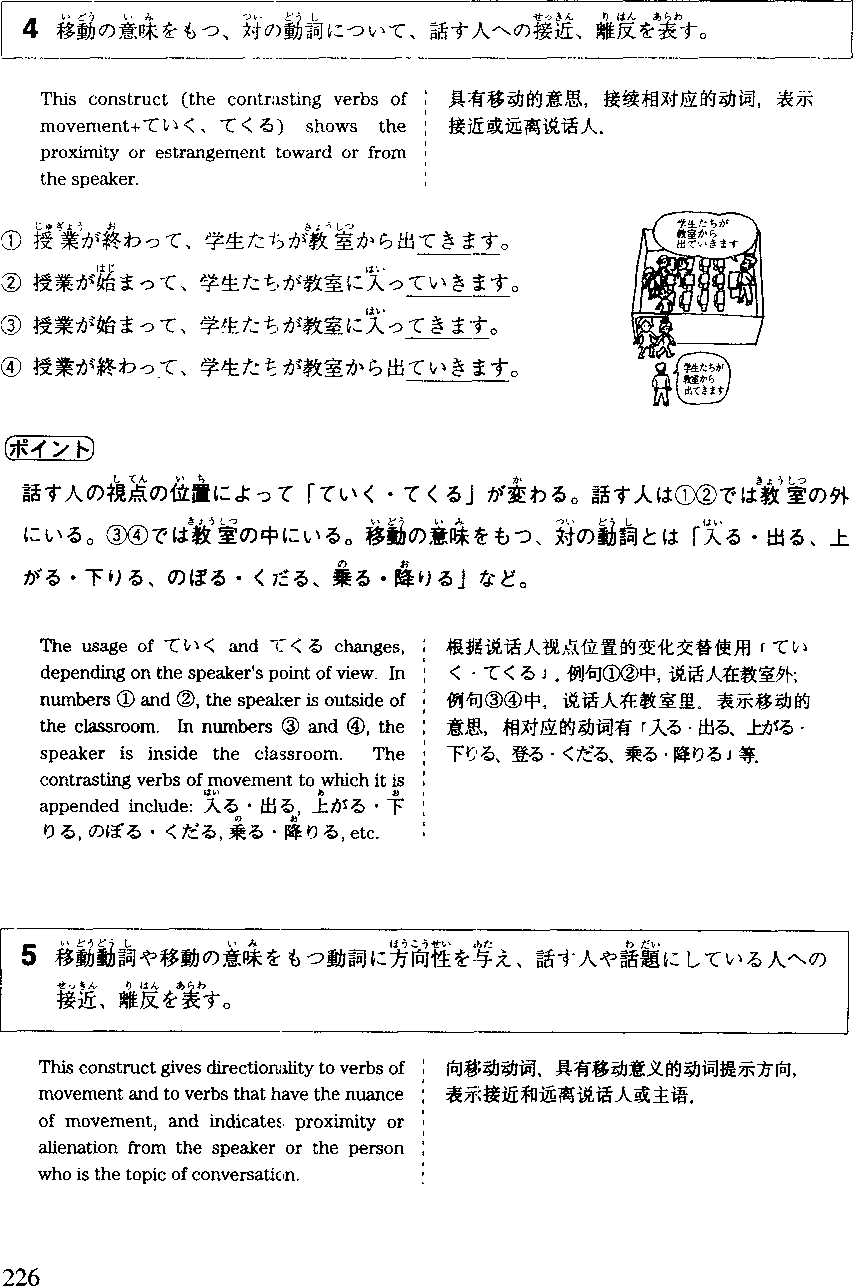 4 移動の意味をもつ、対の動詞について、話す人への接近、離反を表す。
This construct (the contrasting verbs of
movement+ていく、てくる) shows the
proximity or estrangement toward or from
the speaker.
具有移动的意思，接续相对应的动词，表示
接近或远离说话人.
① 授業が終わって、学生たちが教室から出てきます。
② 授業が始まって、学生たちが教室に入っていきます。
③ 授業が始まって、学生たちが教室に入ってきます。
④ 授業が終わって、学生たちが教室から出ていきます。
学生たちが
教室から
出ていきます
学生たちが
教室から
出てきます
ポイント
話す人の視点の位置によって「ていく・てくる」が変わる。話す人は①②では教室の外
にいる。③④では教室の中にいる。移動の意味をもつ、対の動詞とは「入る・出る、上
がる・下りる、のぼる・くだる、乗る・降りる」など。
The usage of ていく and てくる changes,
depending on the speaker's point of view. In
numbers ① and ②, the speaker is outside of
the classroom. In numbers ③ and ④, the
speaker is inside the classroom. The
contrasting verbs of movement to which it is
appended include: 入る・出る, 上がる・下
りる, のぼる・くだる, 乗る・降りる, etc.
根据说话人视点位置的变化交替使用「てい
く・てくる」. 例句①②中, 说话人在教室外;
例句③④中, 说话人在教室里. 表示移动的
意思, 相对应的动词有「入る・出る、上がる・
下りる、登る・くだる、乗る・降りる」等.
5 移動動詞や移動の意味をもつ動詞に方向性を与え、話す人や話題にしている人への
接近、離反を表す。
This construct gives directionality to verbs of
movement and to verbs that have the nuance
of movement, and indicates proximity or
alienation from the speaker or the person
who is the topic of conversation.
向移动动词、具有移动意义的动词提示方向,
表示接近和远离说话人或主语.
226